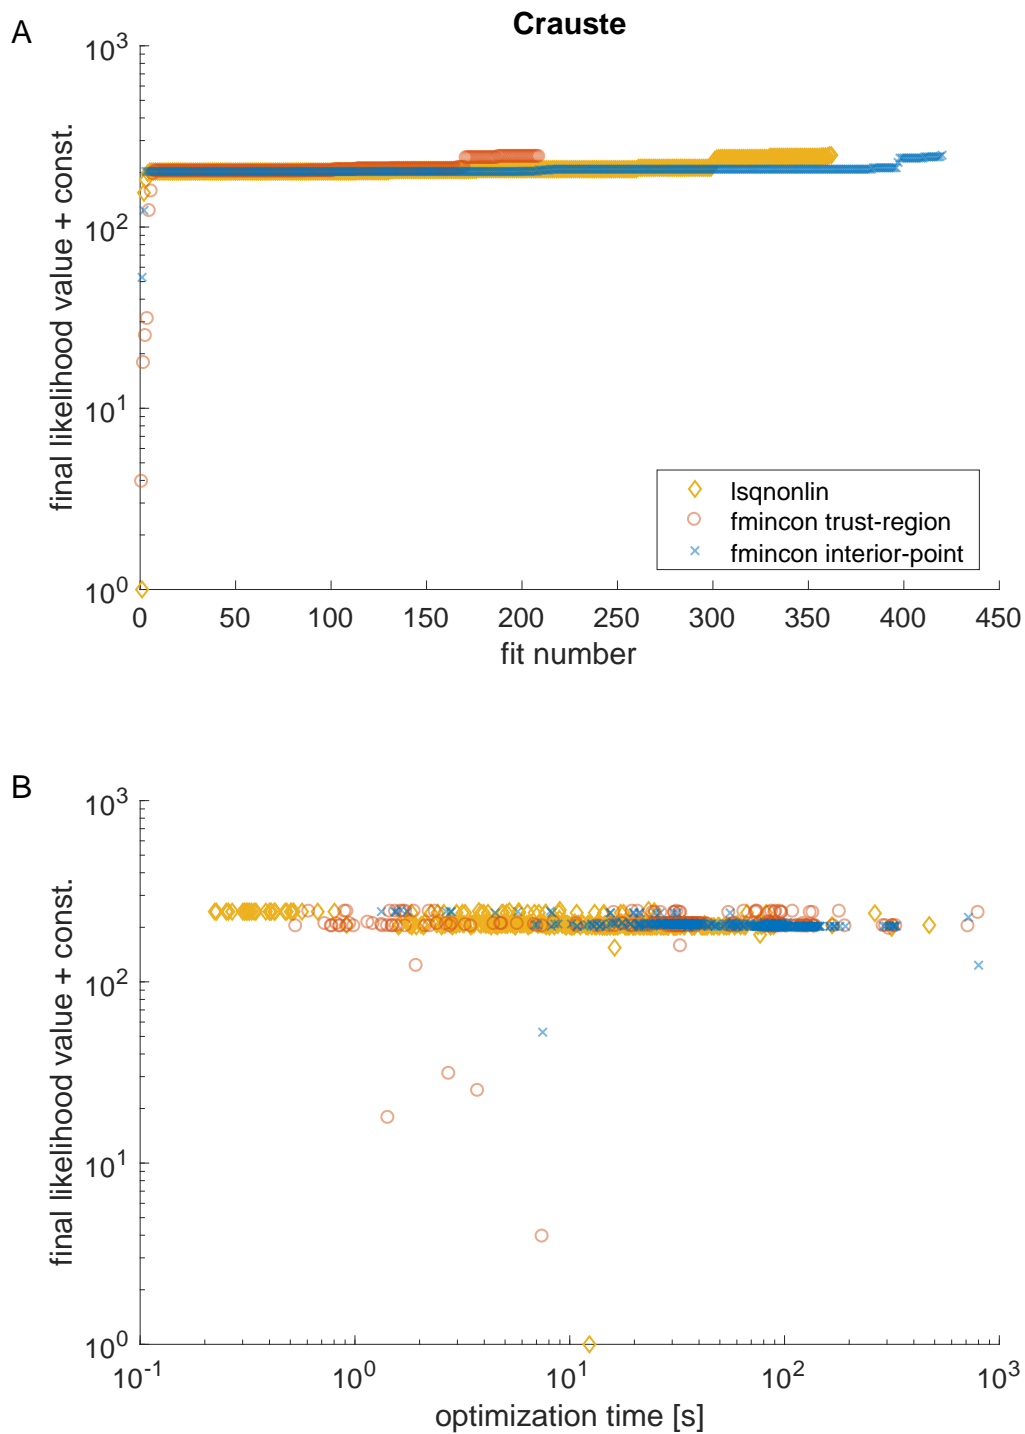 A
Crauste
10^3
10^2
10^1
10^0
final likelihood value + const.
0 50 100 150 200 250 300 350 400 450
fit number
lsqnonlin
fmincon trust-region
fmincon interior-point
B
10^3
10^2
10^1
10^0
final likelihood value + const.
10^-1 10^0 10^1 10^2 10^3
optimization time [s]